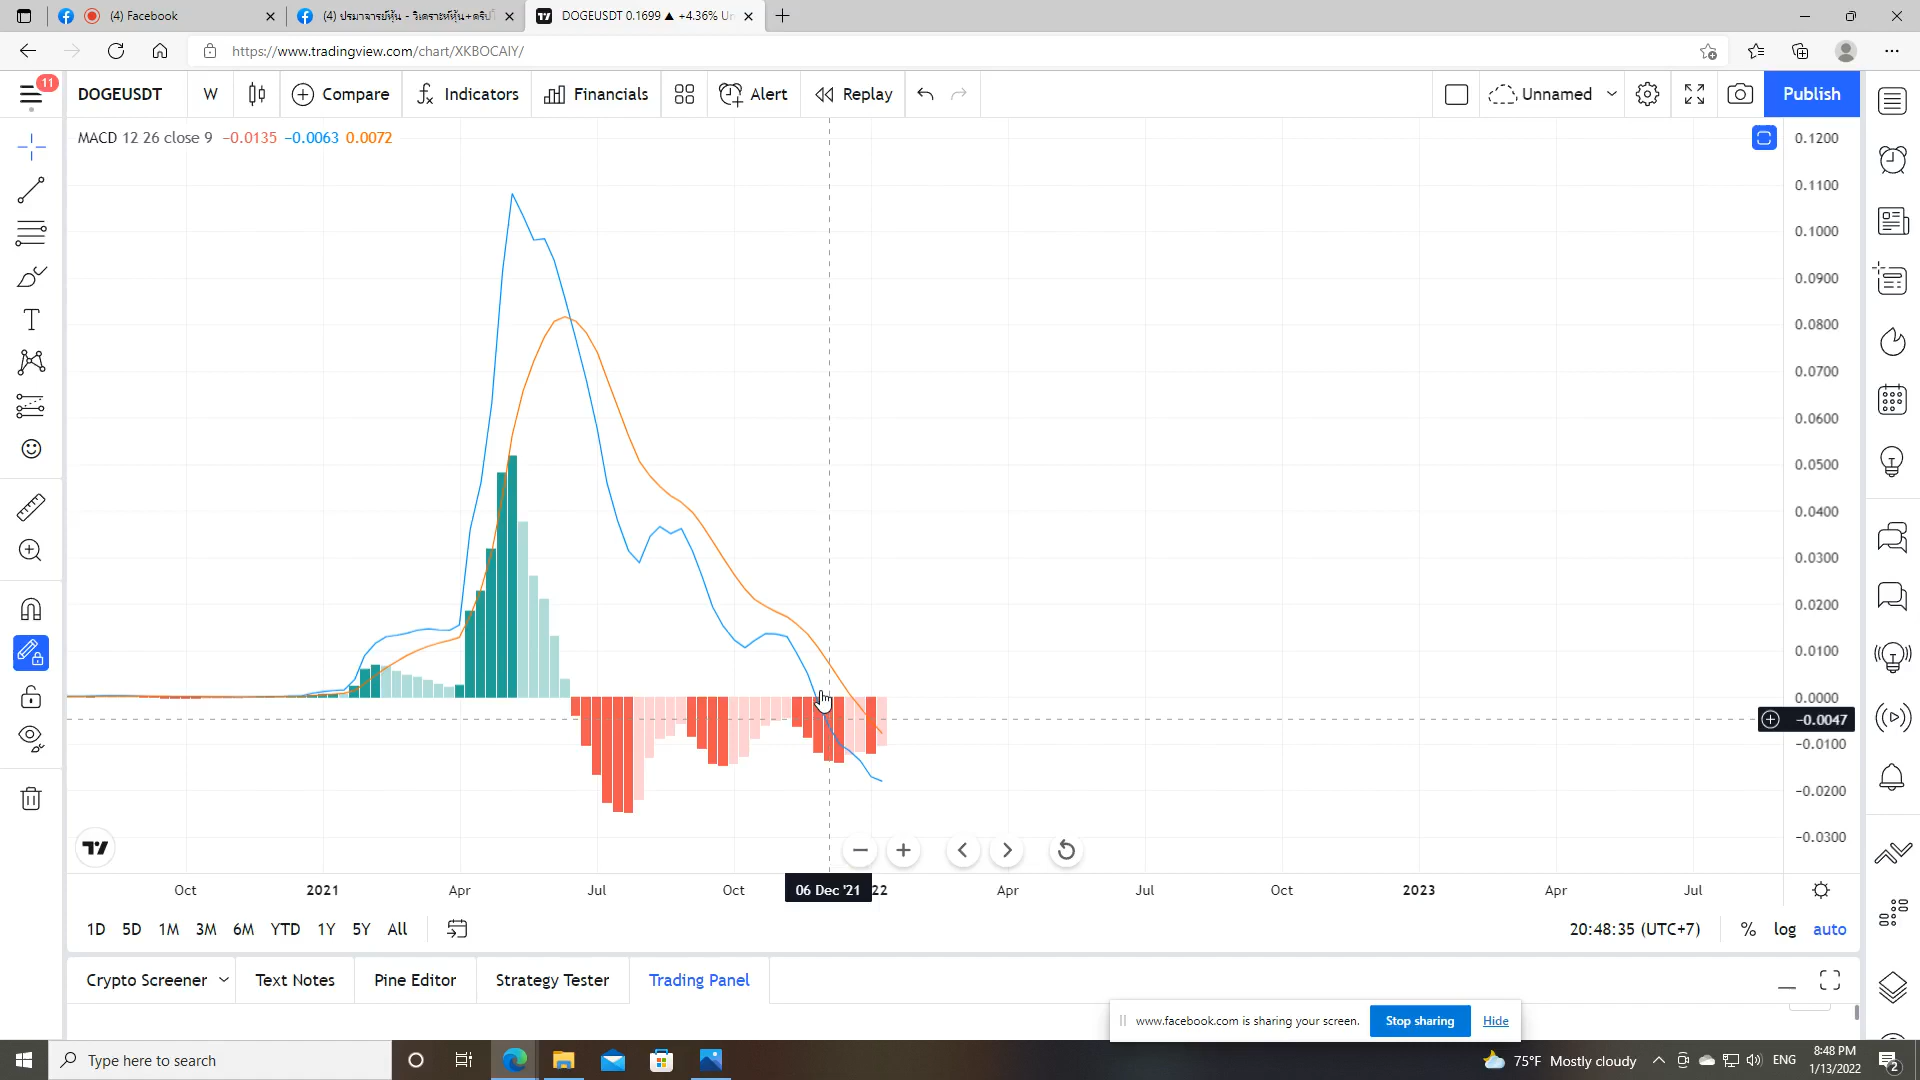 (4) Facebook
(4) ปรมาจารย์หุ้น - วิเคราะห์หุ้น+คริปโ
DOGEUSDT 0.1699 ▲ +4.36% Un
https://www.tradingview.com/chart/XKBOCAIY/
11
DOGEUSDT
W
Compare
Indicators
Financials
Alert
Replay
Unnamed
Publish
MACD 12 26 close 9 −0.0135 −0.0063 0.0072
0.1200
0.1100
0.1000
0.0900
0.0800
0.0700
0.0600
0.0500
0.0400
0.0300
0.0200
0.0100
0.0000
−0.0047
−0.0100
−0.0200
−0.0300
Oct
2021
Apr
Jul
Oct
06 Dec '21
22
Apr
Jul
Oct
2023
Apr
Jul
1D 5D 1M 3M 6M YTD 1Y 5Y All
20:48:35 (UTC+7)
% log auto
Crypto Screener
Text Notes
Pine Editor
Strategy Tester
Trading Panel
www.facebook.com is sharing your screen.
Stop sharing
Hide
Type here to search
75°F Mostly cloudy
ENG
8:48 PM
1/13/2022
2